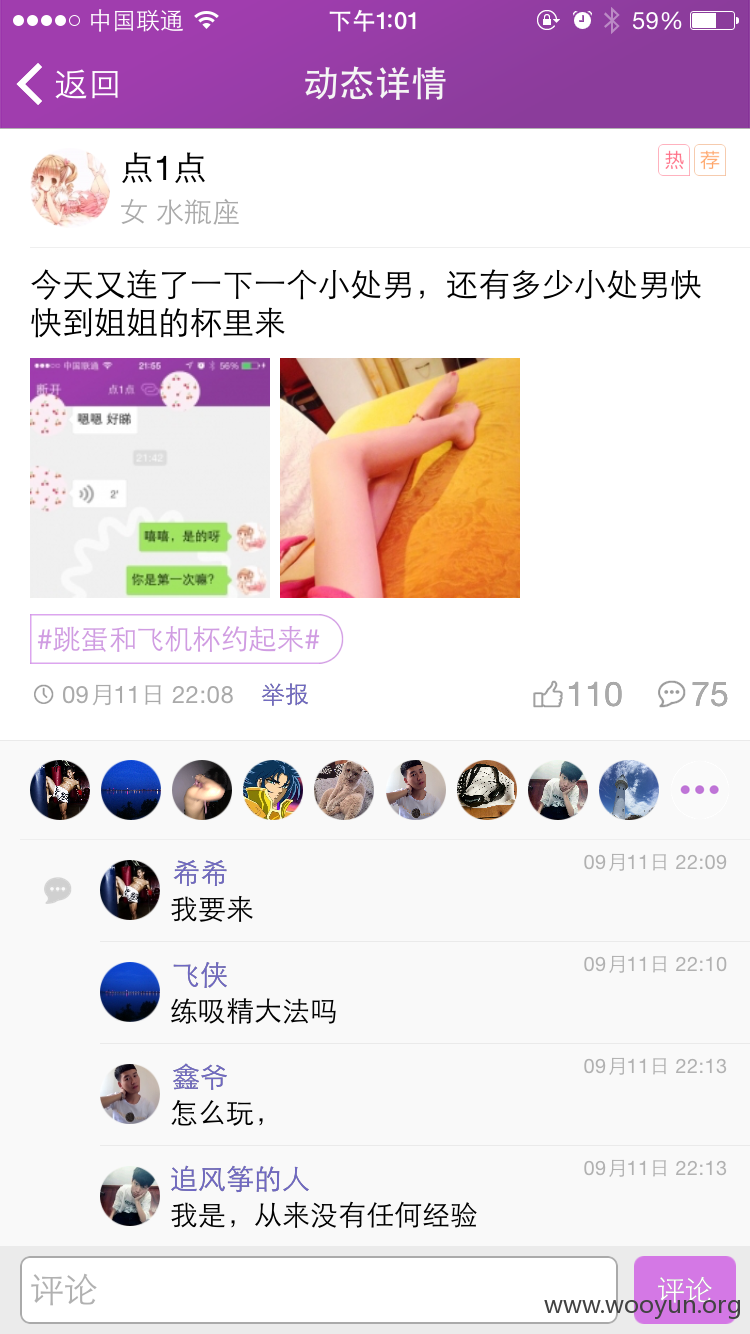 中国联通
下午1:01
59%
返回
动态详情
点1点
热 荐
女 水瓶座
今天又连了一下一个小处男，还有多少小处男快
快到姐姐的杯里来
中国联通
21:55
56%
断开
点1点
嗯嗯 好睇
21:42
2'
嘻嘻，是的呀
你是第一次嘛?
#跳蛋和飞机杯约起来#
09月11日 22:08
举报
110
75
希希
09月11日 22:09
我要来
飞侠
09月11日 22:10
练吸精大法吗
鑫爷
09月11日 22:13
怎么玩，
追风筝的人
09月11日 22:13
我是，从来没有任何经验
评论
评论
www.wooyun.org